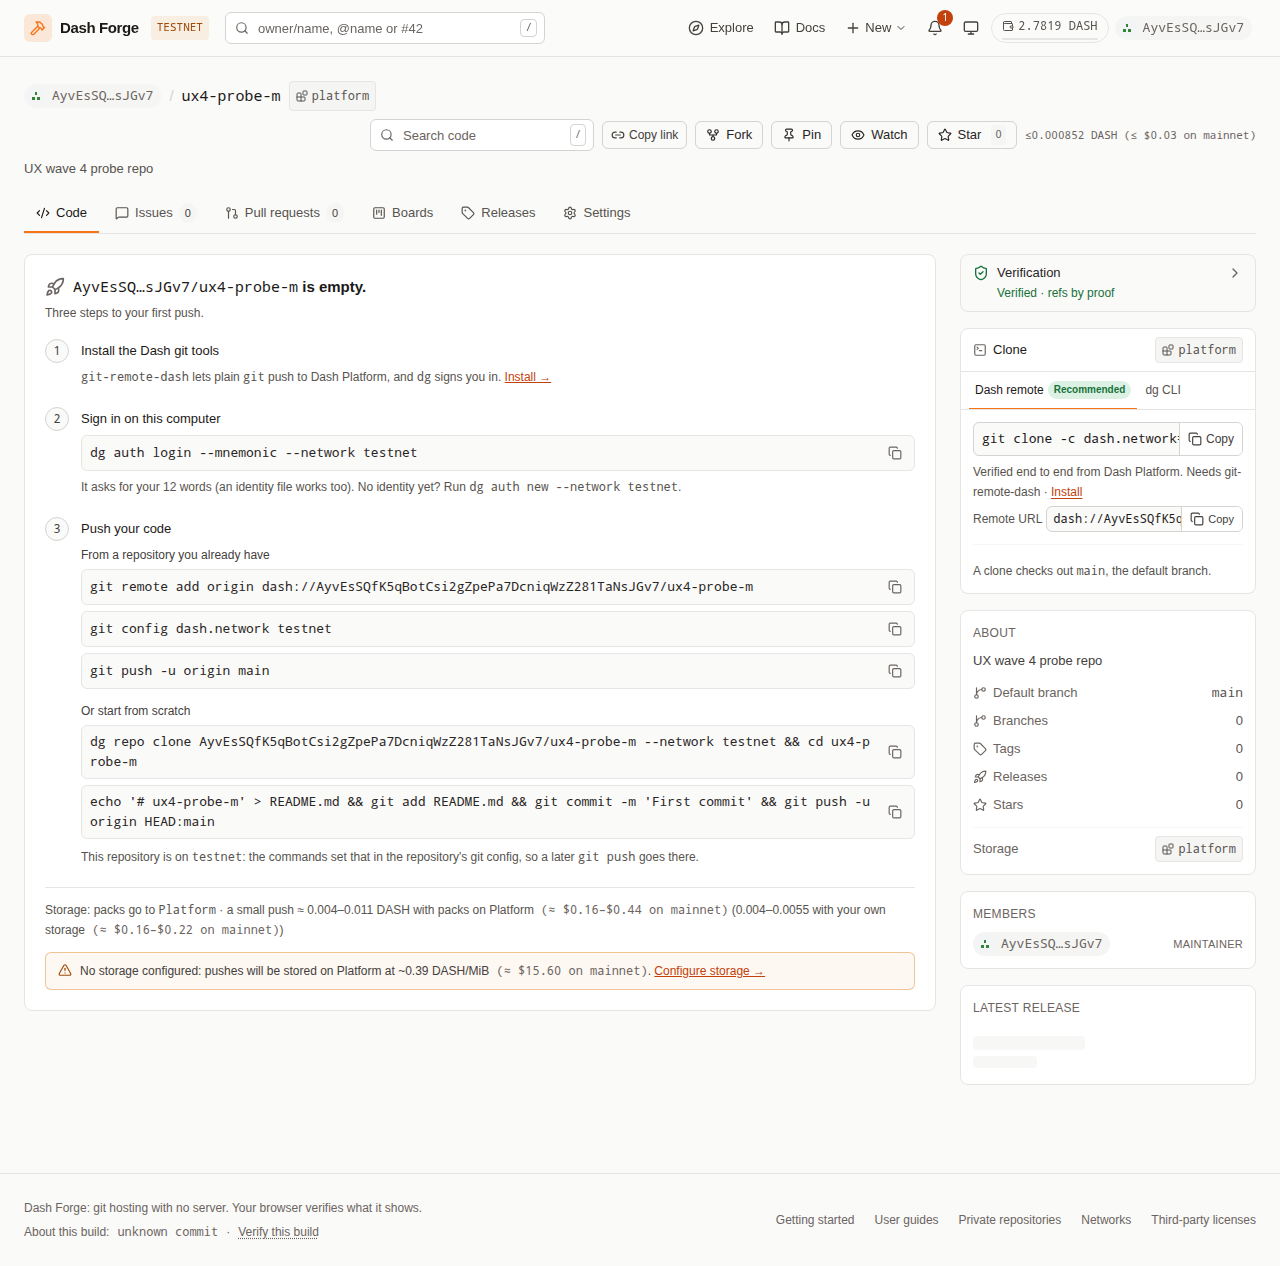 Dash Forge TESTNET owner/name, @name or #42 / Explore Docs New 1 2.7819 DASH AyvEsSQ…sJGv7
AyvEsSQ…sJGv7 / ux4-probe-m platform
Search code / Copy link Fork Pin Watch Star 0 ≤0.000852 DASH (≤ $0.03 on mainnet)
UX wave 4 probe repo
Code Issues 0 Pull requests 0 Boards Releases Settings
AyvEsSQ…sJGv7/ux4-probe-m is empty.
Three steps to your first push.
1 Install the Dash git tools
git-remote-dash lets plain git push to Dash Platform, and dg signs you in. Install →
2 Sign in on this computer
dg auth login --mnemonic --network testnet
It asks for your 12 words (an identity file works too). No identity yet? Run dg auth new --network testnet.
3 Push your code
From a repository you already have
git remote add origin dash://AyvEsSQfK5qBotCsi2gZpePa7DcniqWzZ281TaNsJGv7/ux4-probe-m
git config dash.network testnet
git push -u origin main
Or start from scratch
dg repo clone AyvEsSQfK5qBotCsi2gZpePa7DcniqWzZ281TaNsJGv7/ux4-probe-m --network testnet && cd ux4-p
robe-m
echo '# ux4-probe-m' > README.md && git add README.md && git commit -m 'First commit' && git push -u
origin HEAD:main
This repository is on testnet: the commands set that in the repository's git config, so a later git push goes there.
Storage: packs go to Platform · a small push ≈ 0.004–0.011 DASH with packs on Platform (≈ $0.16–$0.44 on mainnet) (0.004–0.0055 with your own
storage (≈ $0.16–$0.22 on mainnet))
No storage configured: pushes will be stored on Platform at ~0.39 DASH/MiB (≈ $15.60 on mainnet). Configure storage →
Verification
Verified · refs by proof
Clone platform
Dash remote Recommended dg CLI
git clone -c dash.network= Copy
Verified end to end from Dash Platform. Needs git-
remote-dash · Install
Remote URL dash://AyvEsSQfK5q Copy
A clone checks out main, the default branch.
ABOUT
UX wave 4 probe repo
Default branch main
Branches 0
Tags 0
Releases 0
Stars 0
Storage platform
MEMBERS
AyvEsSQ…sJGv7 MAINTAINER
LATEST RELEASE
Dash Forge: git hosting with no server. Your browser verifies what it shows.
About this build: unknown commit · Verify this build
Getting started User guides Private repositories Networks Third-party licenses